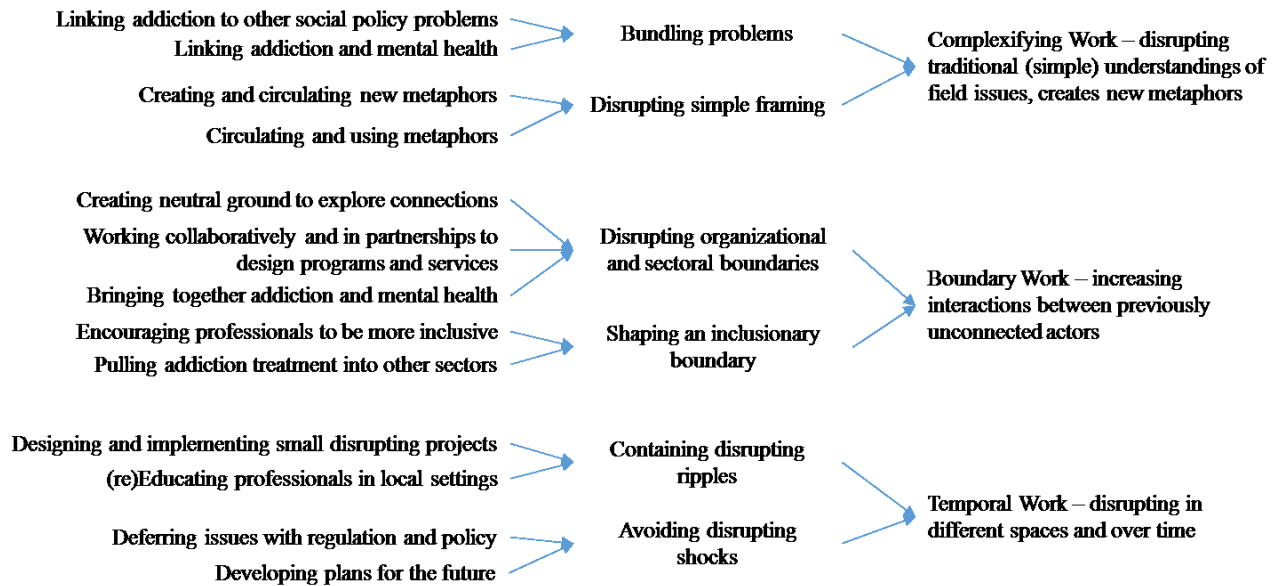 Linking addiction to other social policy problems
Linking addiction and mental health
Bundling problems
Creating and circulating new metaphors
Circulating and using metaphors
Disrupting simple framing
Complexifying Work – disrupting
traditional (simple) understandings of
field issues, creates new metaphors
Creating neutral ground to explore connections
Working collaboratively and in partnerships to
design programs and services
Bringing together addiction and mental health
Disrupting organizational
and sectoral boundaries
Encouraging professionals to be more inclusive
Pulling addiction treatment into other sectors
Shaping an inclusionary
boundary
Boundary Work – increasing
interactions between previously
unconnected actors
Designing and implementing small disrupting projects
(re)Educating professionals in local settings
Containing disrupting
ripples
Deferring issues with regulation and policy
Developing plans for the future
Avoiding disrupting
shocks
Temporal Work – disrupting in
different spaces and over time